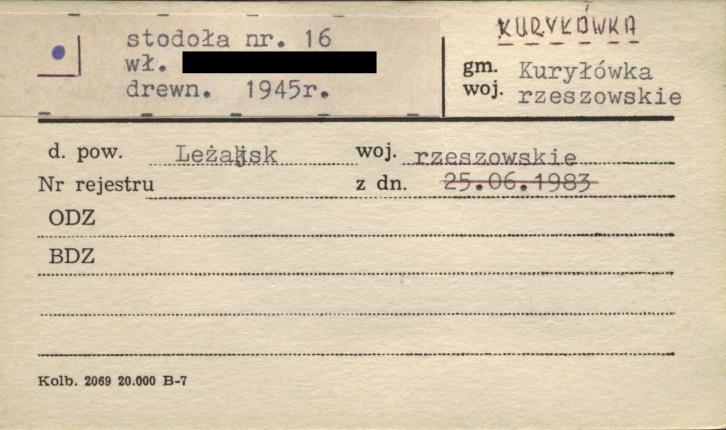 KURYŁÓWKA
stodoła nr. 16
wł.
drewn. 1945r.
gm. Kuryłówka
woj. rzeszowskie
d. pow. Leżajsk woj. rzeszowskie
Nr rejestru z dn. 25.06.1983
ODZ
BDZ
Kolb. 2069 20.000 B-7